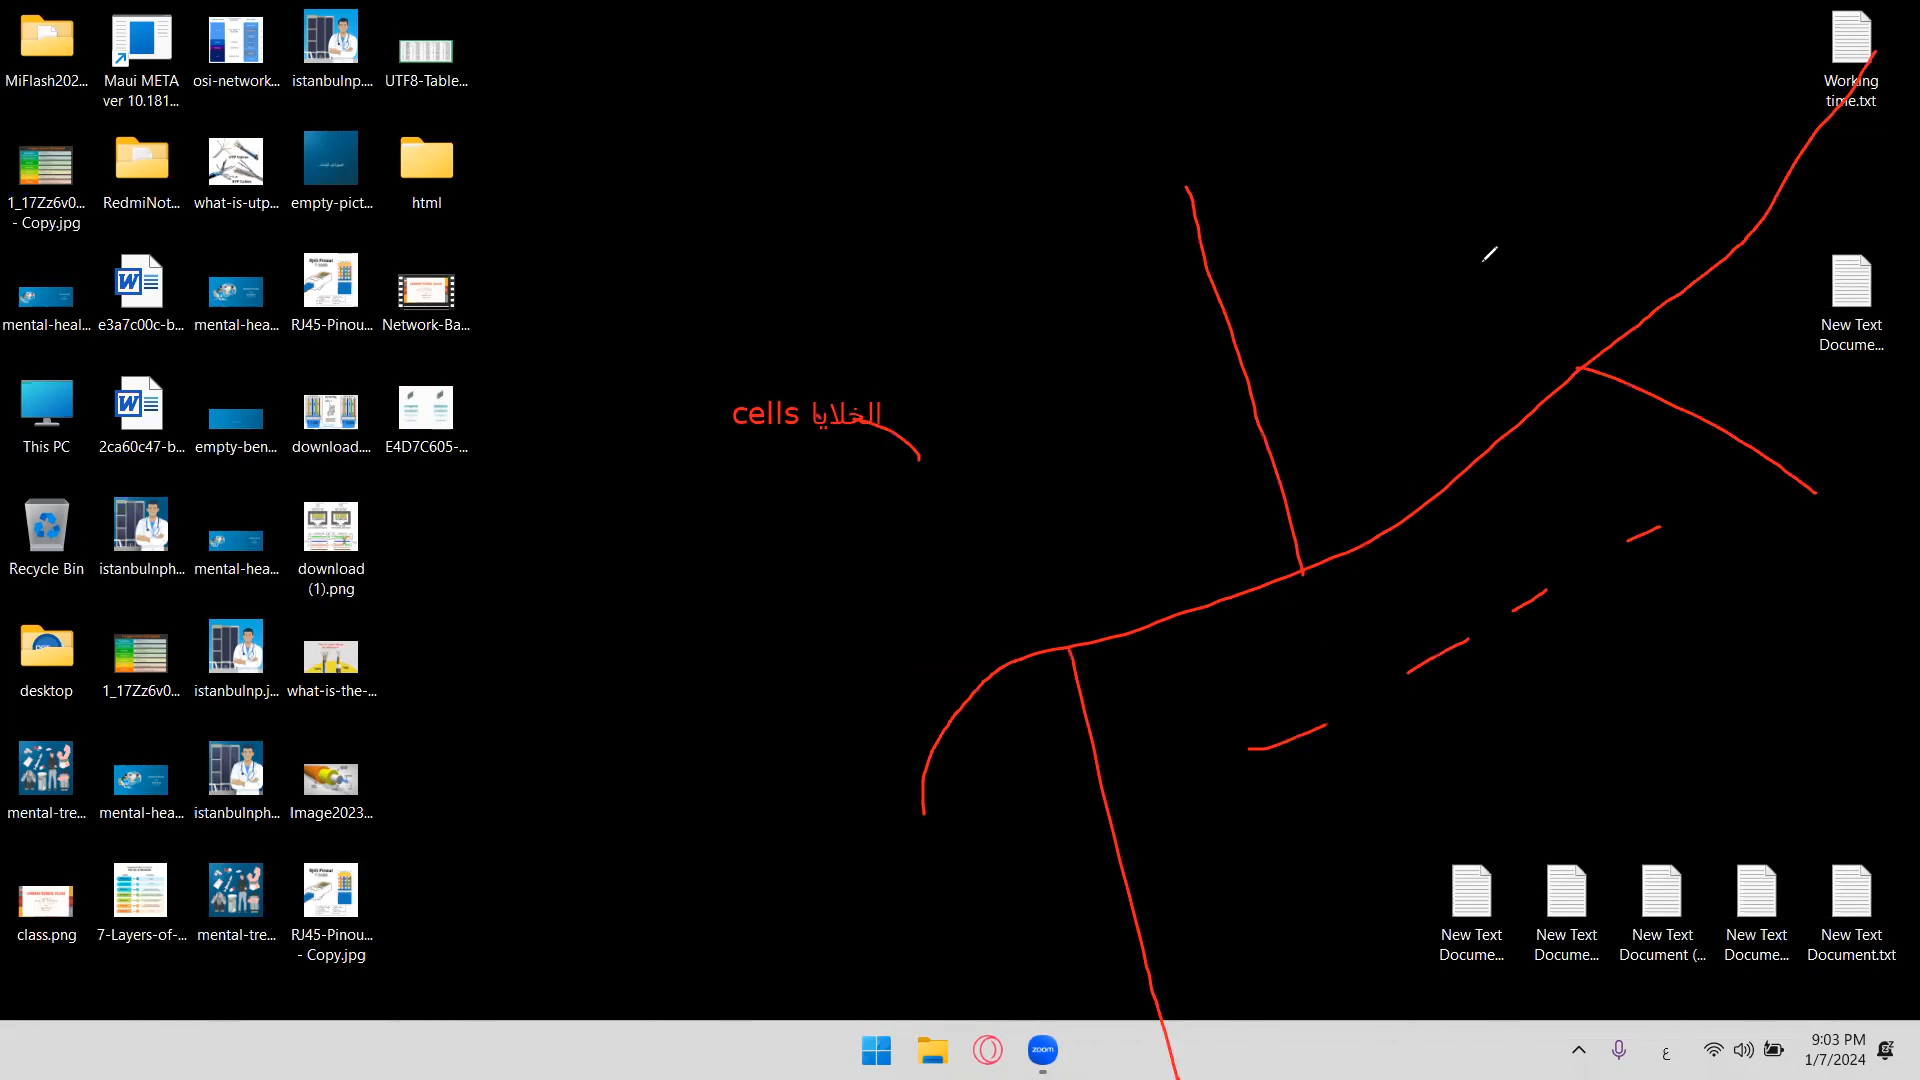 MiFlash202...
Maui META
ver 10.181...
osi-network...
istanbulnp....
UTF8-Table...
Working
time.txt
1_17Zz6v0...
- Copy.jpg
RedmiNot...
what-is-utp...
empty-pict...
html
mental-heal...
e3a7c00c-b...
mental-hea...
RJ45-Pinou...
Network-Ba...
New Text
Docume...
cells الخلايا
This PC
2ca60c47-b...
empty-ben...
download....
E4D7C605-...
Recycle Bin
istanbulnph...
mental-hea...
download
(1).png
desktop
1_17Zz6v0...
istanbulnp.j...
what-is-the-...
mental-tre...
mental-hea...
istanbulnph...
Image2023...
class.png
7-Layers-of-...
mental-tre...
RJ45-Pinou...
- Copy.jpg
New Text
Docume...
New Text
Docume...
New Text
Document (...
New Text
Docume...
New Text
Document.txt
zoom
ع
9:03 PM
1/7/2024